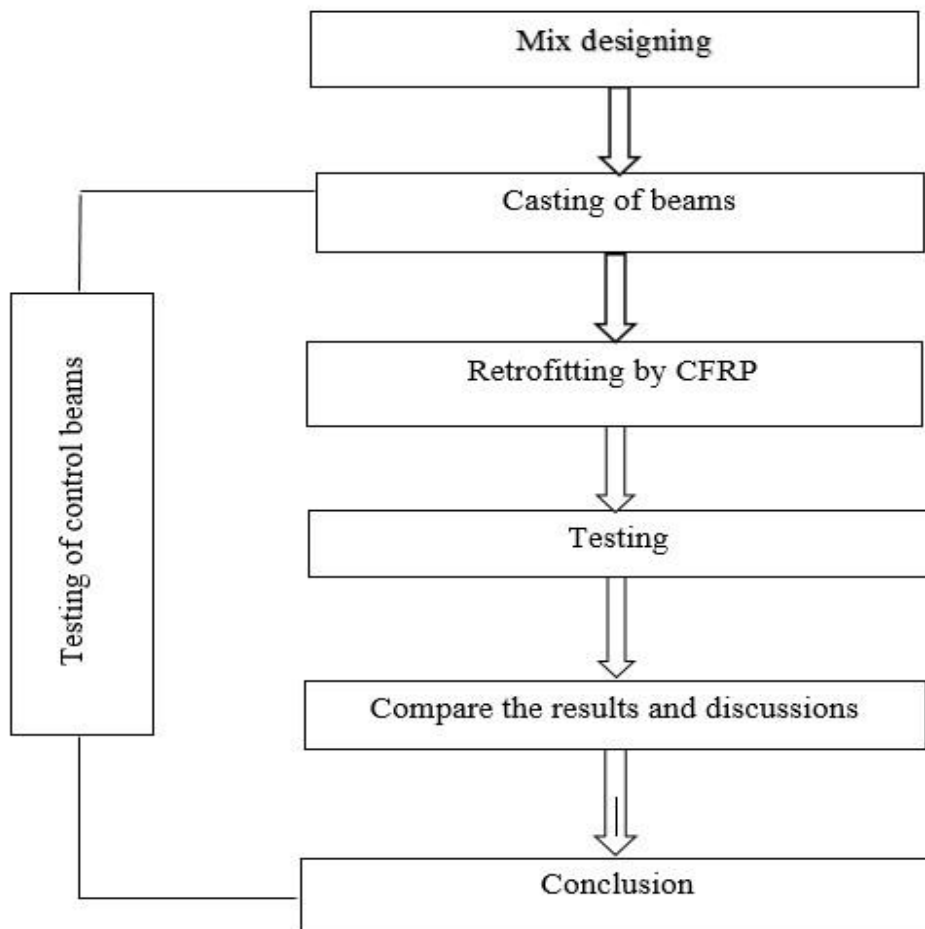 Mix designing
Casting of beams
Testing of control beams
Retrofitting by CFRP
Testing
Compare the results and discussions
Conclusion